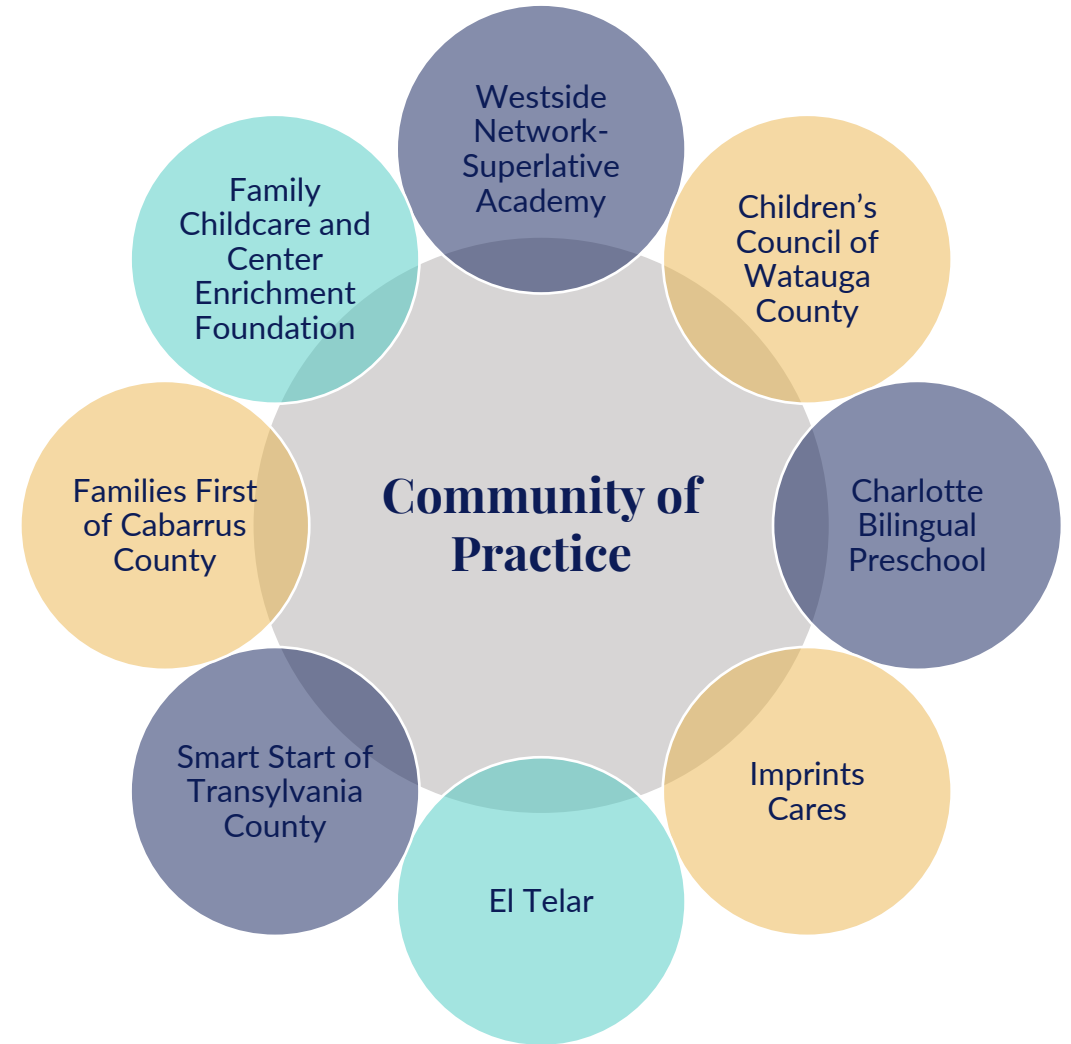 Westside
Network-
Superlative
Academy
Children’s
Council of
Watauga
County
Charlotte
Bilingual
Preschool
Imprints
Cares
El Telar
Smart Start of
Transylvania
County
Families First
of Cabarrus
County
Family
Childcare and
Center
Enrichment
Foundation
Community of
Practice